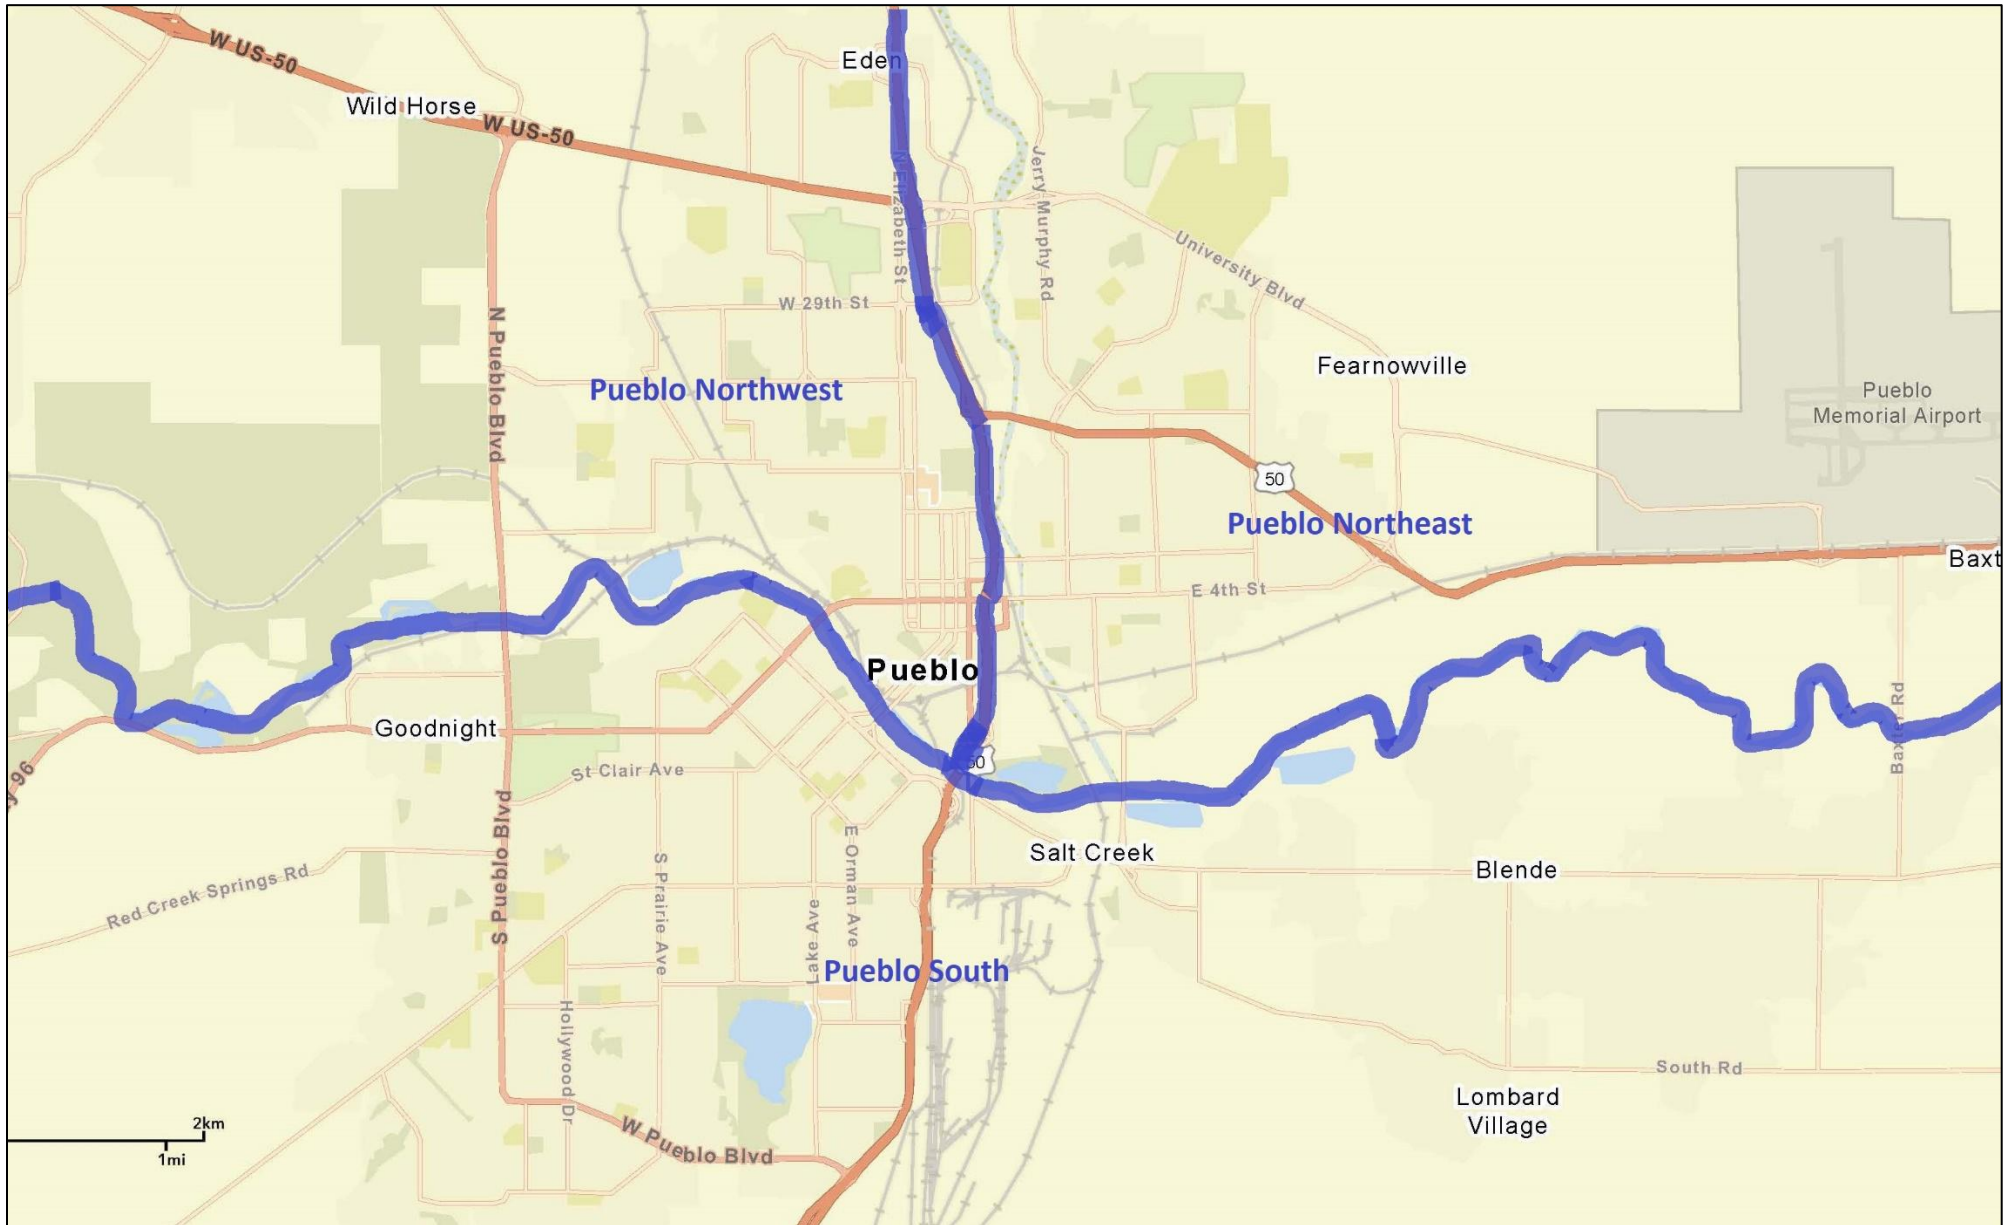 Eden
W US-50
Wild Horse
W US-50
N Elizabeth St
Jerry Murphy Rd
University Blvd
W 29th St
N Pueblo Blvd
Fearnowville
Pueblo Northwest
Pueblo
Memorial Airport
50
Pueblo Northeast
Baxt
E 4th St
Pueblo
Goodnight
St Clair Ave
50
Baxter Rd
y 96
S Pueblo Blvd
Salt Creek
Blende
Red Creek Springs Rd
S Prairie Ave
E Orman Ave
Lake Ave
Pueblo South
Hollywood Dr
South Rd
Lombard
Village
2km
1mi
W Pueblo Blvd